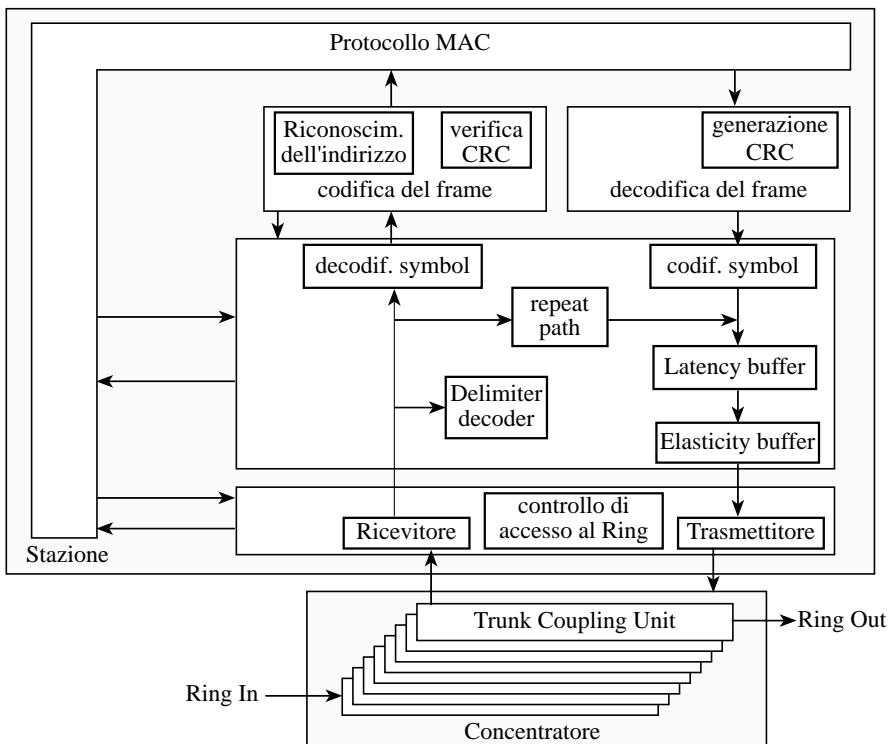 Protocollo MAC
Riconoscim.
dell'indirizzo
verifica
CRC
codifica del frame
generazione
CRC
decodifica del frame
decodif. symbol
codif. symbol
repeat
path
Latency buffer
Delimiter
decoder
Elasticity buffer
controllo di
accesso al Ring
Ricevitore
Trasmettitore
Stazione
Trunk Coupling Unit
Ring Out
Ring In
Concentratore